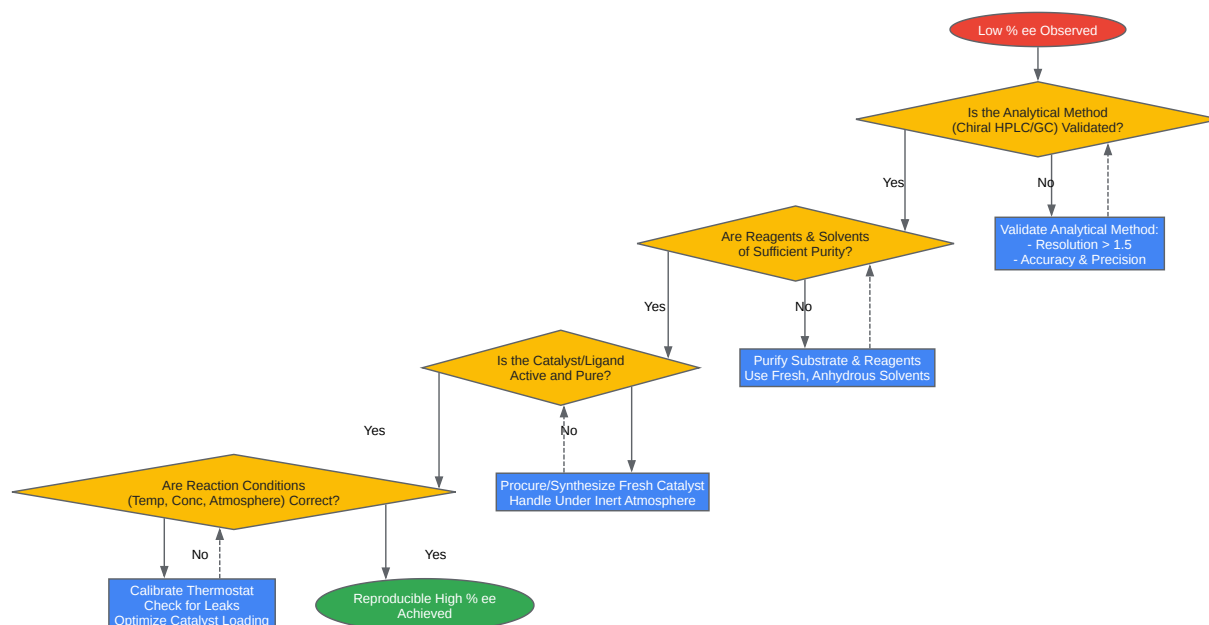 Low % ee Observed
Is the Analytical Method
(Chiral HPLC/GC) Validated?
Yes
No
Validate Analytical Method:
- Resolution > 1.5
- Accuracy & Precision
Are Reagents & Solvents
of Sufficient Purity?
Yes
No
Purify Substrate & Reagents
Use Fresh, Anhydrous Solvents
Is the Catalyst/Ligand
Active and Pure?
Yes
No
Procure/Synthesize Fresh Catalyst
Handle Under Inert Atmosphere
Are Reaction Conditions
(Temp, Conc, Atmosphere) Correct?
No
Yes
Calibrate Thermostat
Check for Leaks
Optimize Catalyst Loading
Reproducible High % ee
Achieved